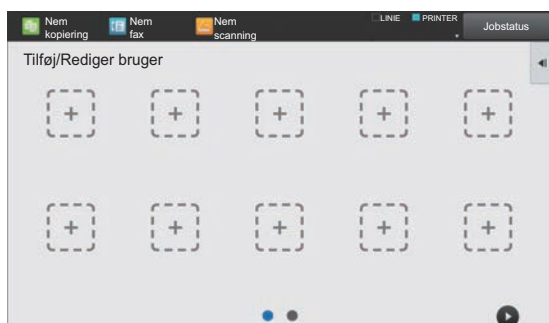 Nem kopiering
Nem fax
Nem scanning
LINIE
PRINTER
Jobstatus
Tilføj/Rediger bruger